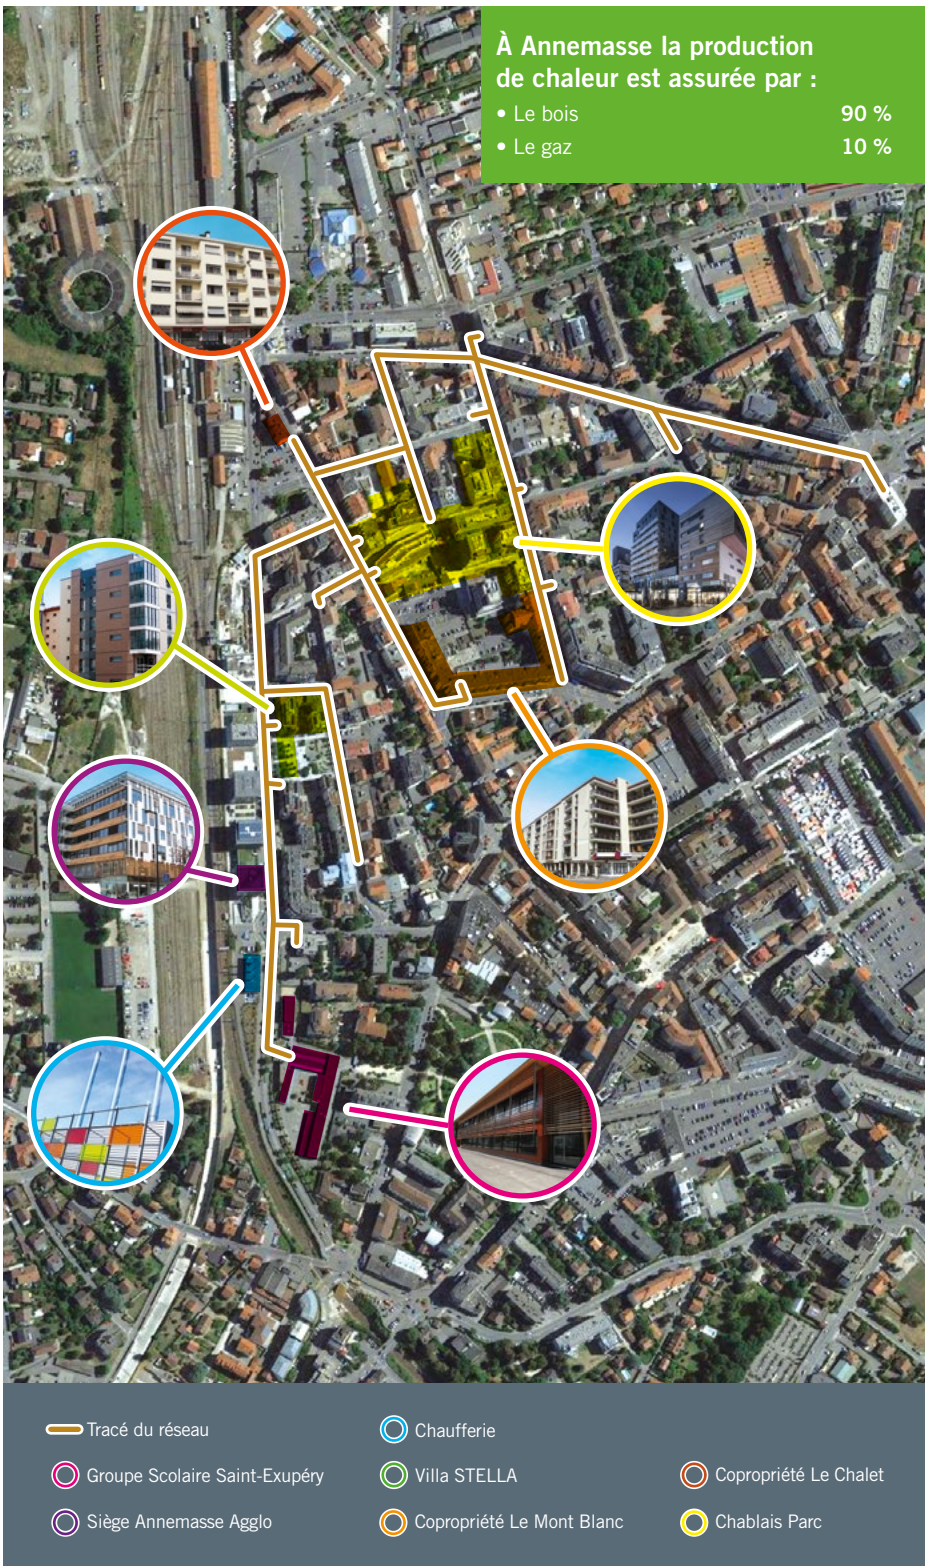 À Annemasse la production
de chaleur est assurée par :
• Le bois 90 %
• Le gaz 10 %
Tracé du réseau
Chaufferie
Groupe Scolaire Saint-Exupéry
Villa STELLA
Copropriété Le Chalet
Siège Annemasse Agglo
Copropriété Le Mont Blanc
Chablais Parc